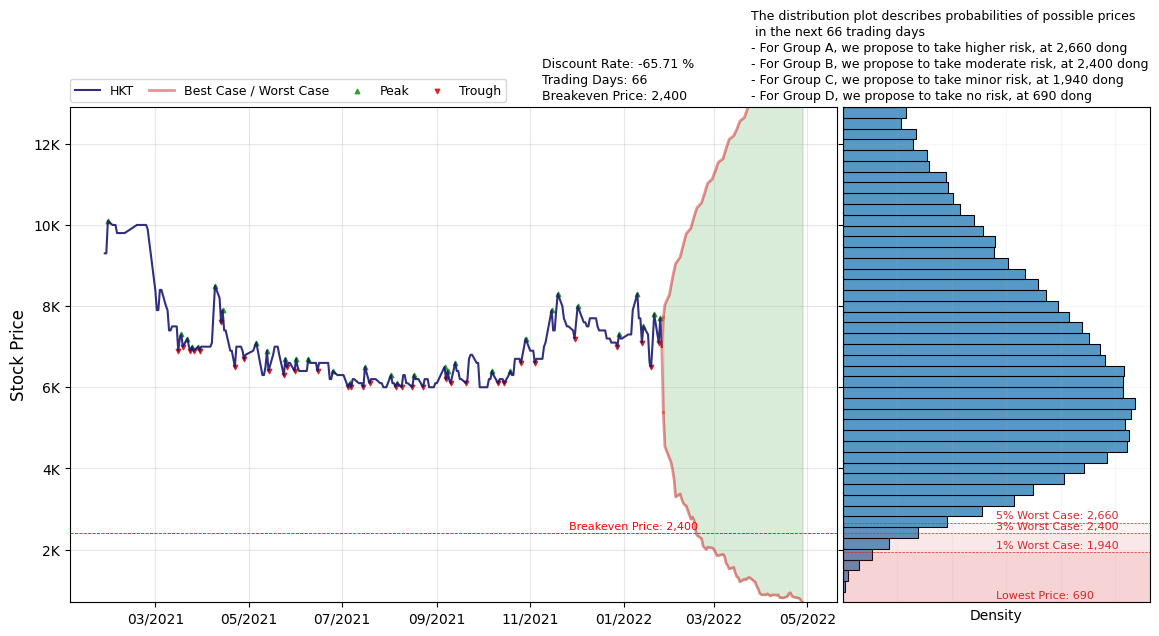 The distribution plot describes probabilities of possible prices
in the next 66 trading days
- For Group A, we propose to take higher risk, at 2,660 dong
- For Group B, we propose to take moderate risk, at 2,400 dong
- For Group C, we propose to take minor risk, at 1,940 dong
- For Group D, we propose to take no risk, at 690 dong
Discount Rate: -65.71 %
Trading Days: 66
Breakeven Price: 2,400
HKT
Best Case / Worst Case
Peak
Trough
Stock Price
12K
10K
8K
6K
4K
2K
Breakeven Price: 2,400
03/2021
05/2021
07/2021
09/2021
11/2021
01/2022
03/2022
05/2022
5% Worst Case: 2,660
3% Worst Case: 2,400
1% Worst Case: 1,940
Lowest Price: 690
Density